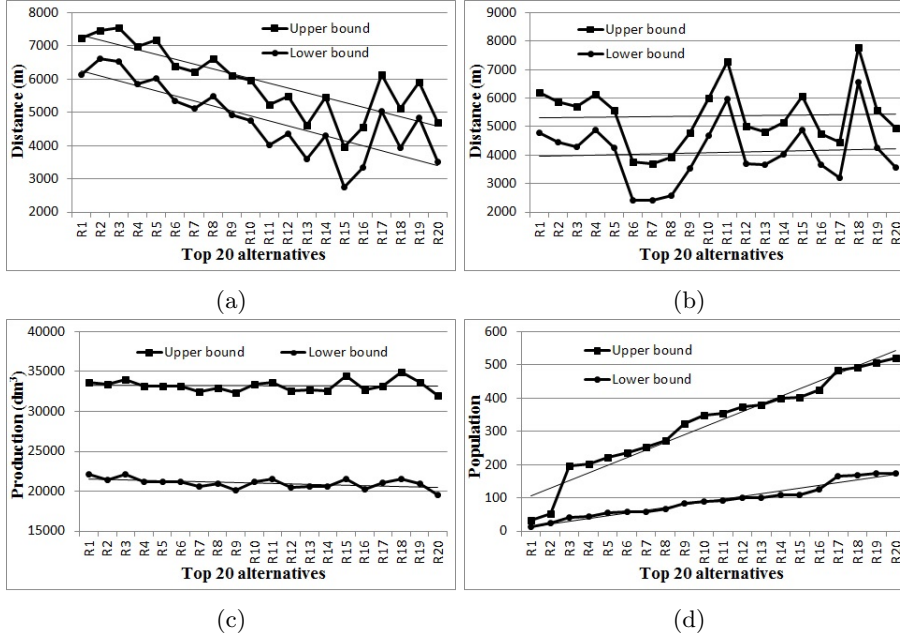 8000
7000
6000
5000
4000
3000
2000
Distance (m)
Upper bound
Lower bound
R1 R2 R3 R4 R5 R6 R7 R8 R9 R10 R11 R12 R13 R14 R15 R16 R17 R18 R19 R20
Top 20 alternatives
(a)
9000
8000
7000
6000
5000
4000
3000
2000
Distance (m)
Upper bound
Lower bound
R1 R2 R3 R4 R5 R6 R7 R8 R9 R10 R11 R12 R13 R14 R15 R16 R17 R18 R19 R20
Top 20 alternatives
(b)
40000
35000
30000
25000
20000
15000
Production (dm³)
Upper bound Lower bound
R1 R2 R3 R4 R5 R6 R7 R8 R9 R10 R11 R12 R13 R14 R15 R16 R17 R18 R19 R20
Top 20 alternatives
(c)
600
500
400
300
200
100
0
Population
Upper bound
Lower bound
R1 R2 R3 R4 R5 R6 R7 R8 R9 R10 R11 R12 R13 R14 R15 R16 R17 R18 R19 R20
Top 20 alternatives
(d)